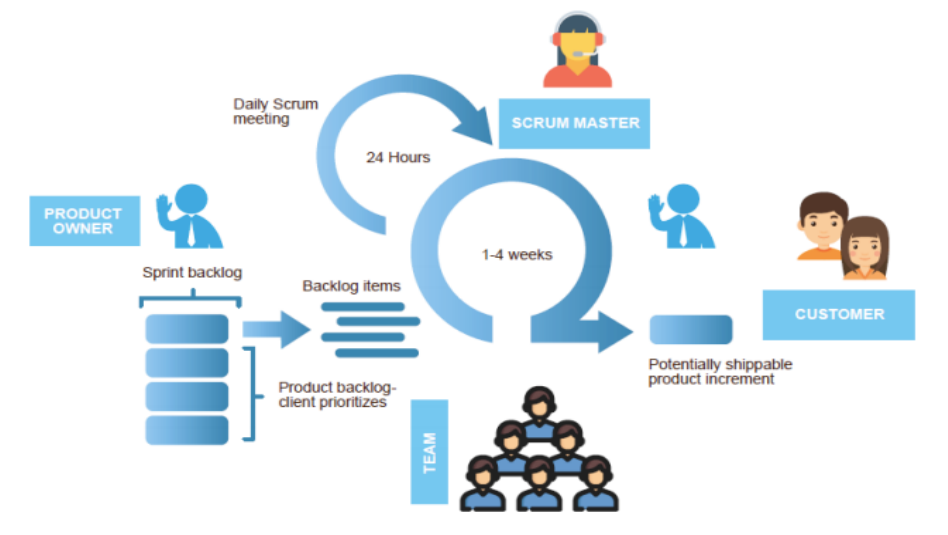 SCRUM MASTER
Daily Scrum
meeting
24 Hours
PRODUCT
OWNER
1-4 weeks
Sprint backlog
Backlog items
CUSTOMER
Potentially shippable
product increment
Product backlog-
client prioritizes
TEAM